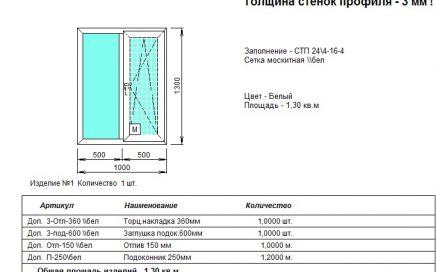 Толщина стенок профиля - 3 мм !
Заполнение - СТП 24\4-16-4
Сетка москитная \\бел
Цвет - Белый
Площадь - 1,30 кв.м
1300
М
500 500
1000
Изделие №1 Количество 1 шт.
Артикул Наименование Количество
Доп. З-Отл-360 \\бел Торц.накладка 360мм 1,0000 шт.
Доп. З-под-600 \\бел Заглушка подок.600мм 1,0000 шт.
Доп. Отл-150 \\бел Отлив 150 мм 1,0000 м.
Доп. П-250\\бел Подоконник 250мм 1,2000 м.
Общая площадь изделий 1,30 кв.м